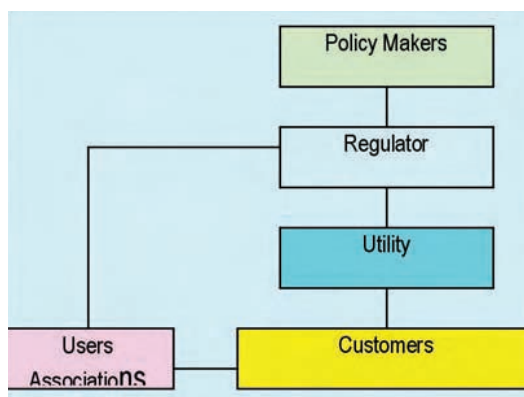 Policy Makers
Regulator
Utility
Users
Associations
Customers